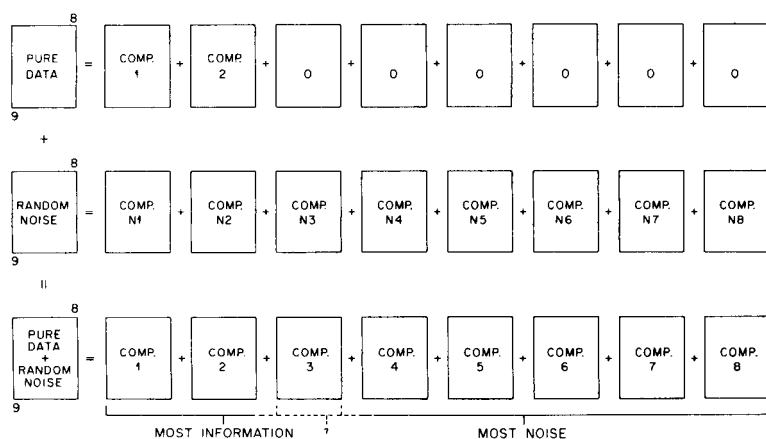 8
PURE DATA = COMP. 1 + COMP. 2 + 0 + 0 + 0 + 0 + 0 + 0
9
+
8
RANDOM NOISE = COMP. N1 + COMP. N2 + COMP. N3 + COMP. N4 + COMP. N5 + COMP. N6 + COMP. N7 + COMP. N8
9
=
8
PURE DATA + RANDOM NOISE = COMP. 1 + COMP. 2 + COMP. 3 + COMP. 4 + COMP. 5 + COMP. 6 + COMP. 7 + COMP. 8
9
MOST INFORMATION ? MOST NOISE